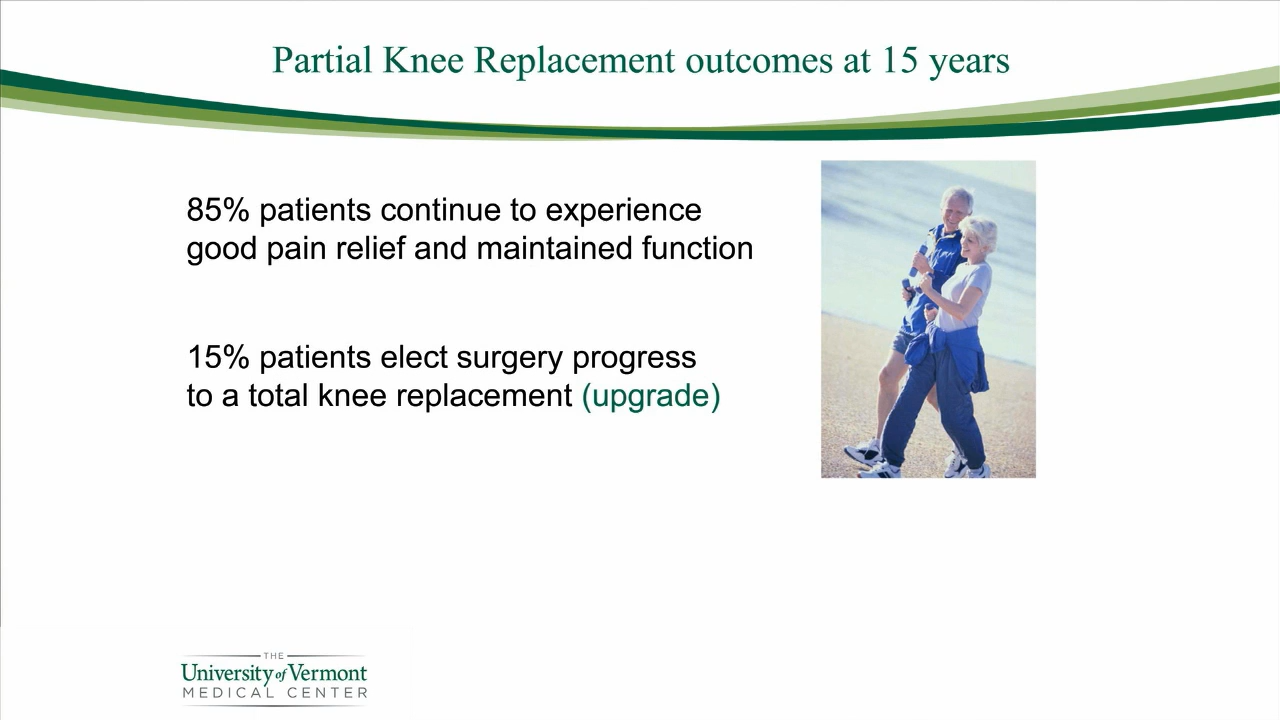 Partial Knee Replacement outcomes at 15 years
85% patients continue to experience
good pain relief and maintained function
15% patients elect surgery progress
to a total knee replacement (upgrade)
THE
University of Vermont
MEDICAL CENTER